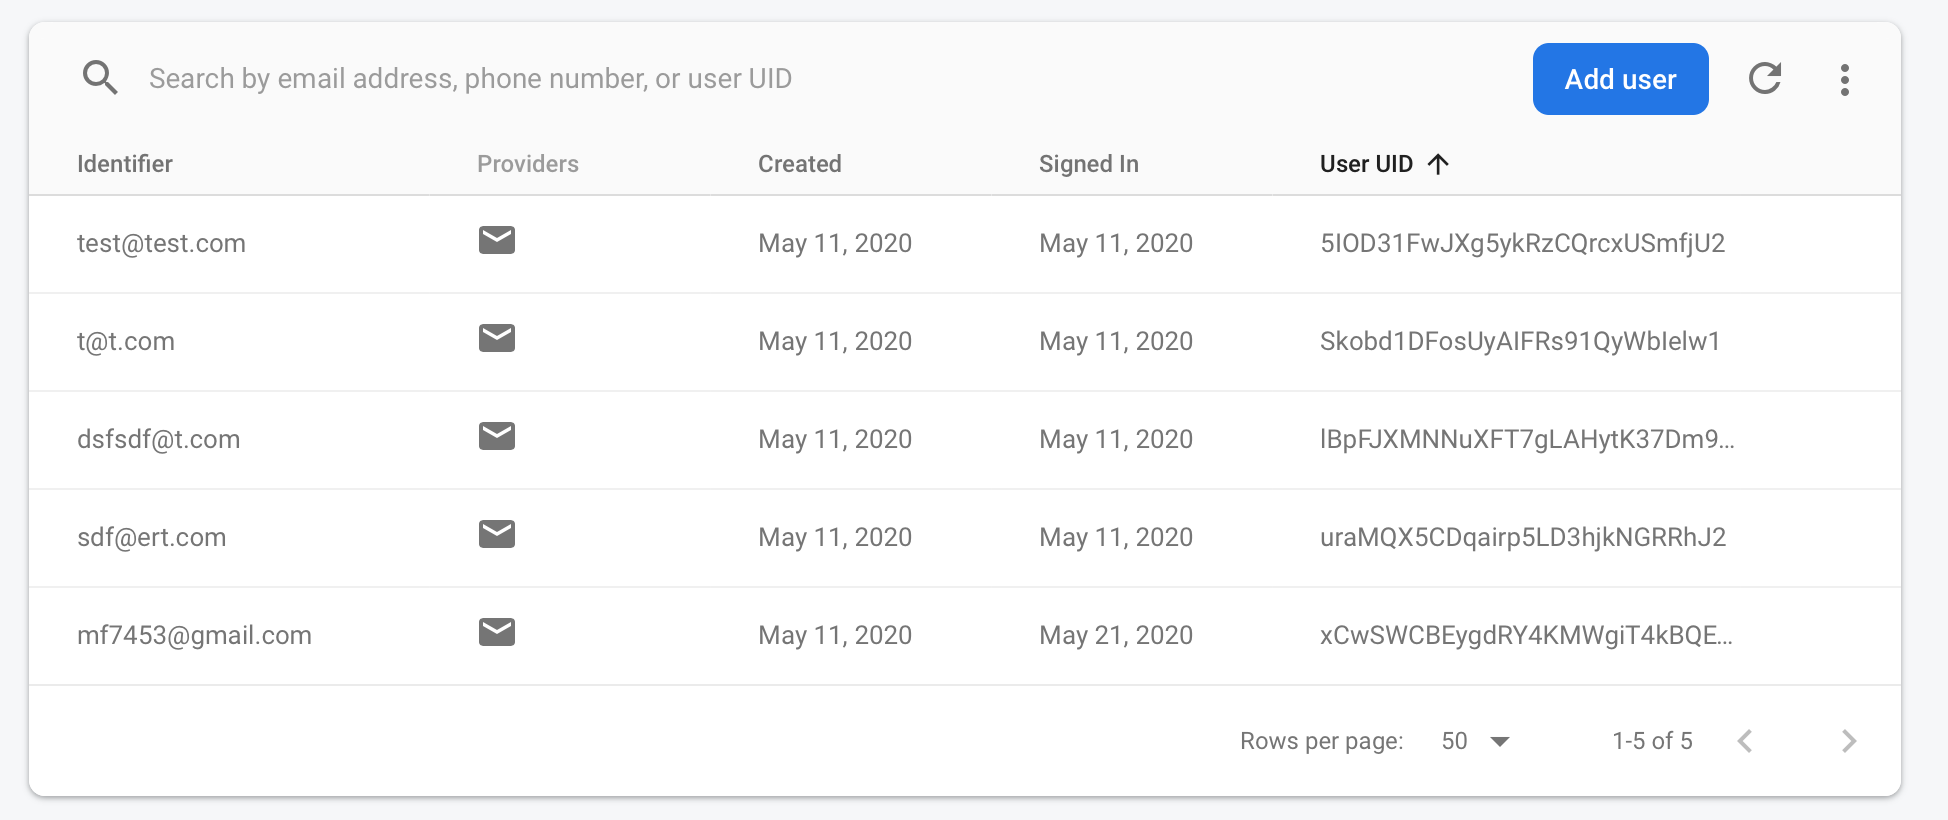 Search by email address, phone number, or user UID Add user
Identifier Providers Created Signed In User UID
test@test.com May 11, 2020 May 11, 2020 5IOD31FwJXg5ykRzCQrcxUSmfjU2
t@t.com May 11, 2020 May 11, 2020 Skobd1DFosUyAIFRs91QyWbIelw1
dsfsdf@t.com May 11, 2020 May 11, 2020 lBpFJXMNNuXFT7gLAHytK37Dm9...
sdf@ert.com May 11, 2020 May 11, 2020 uraMQX5CDqairp5LD3hjkNGRRhJ2
mf7453@gmail.com May 11, 2020 May 21, 2020 xCwSWCBEygdRY4KMWgiT4kBQE...
Rows per page: 50 1-5 of 5